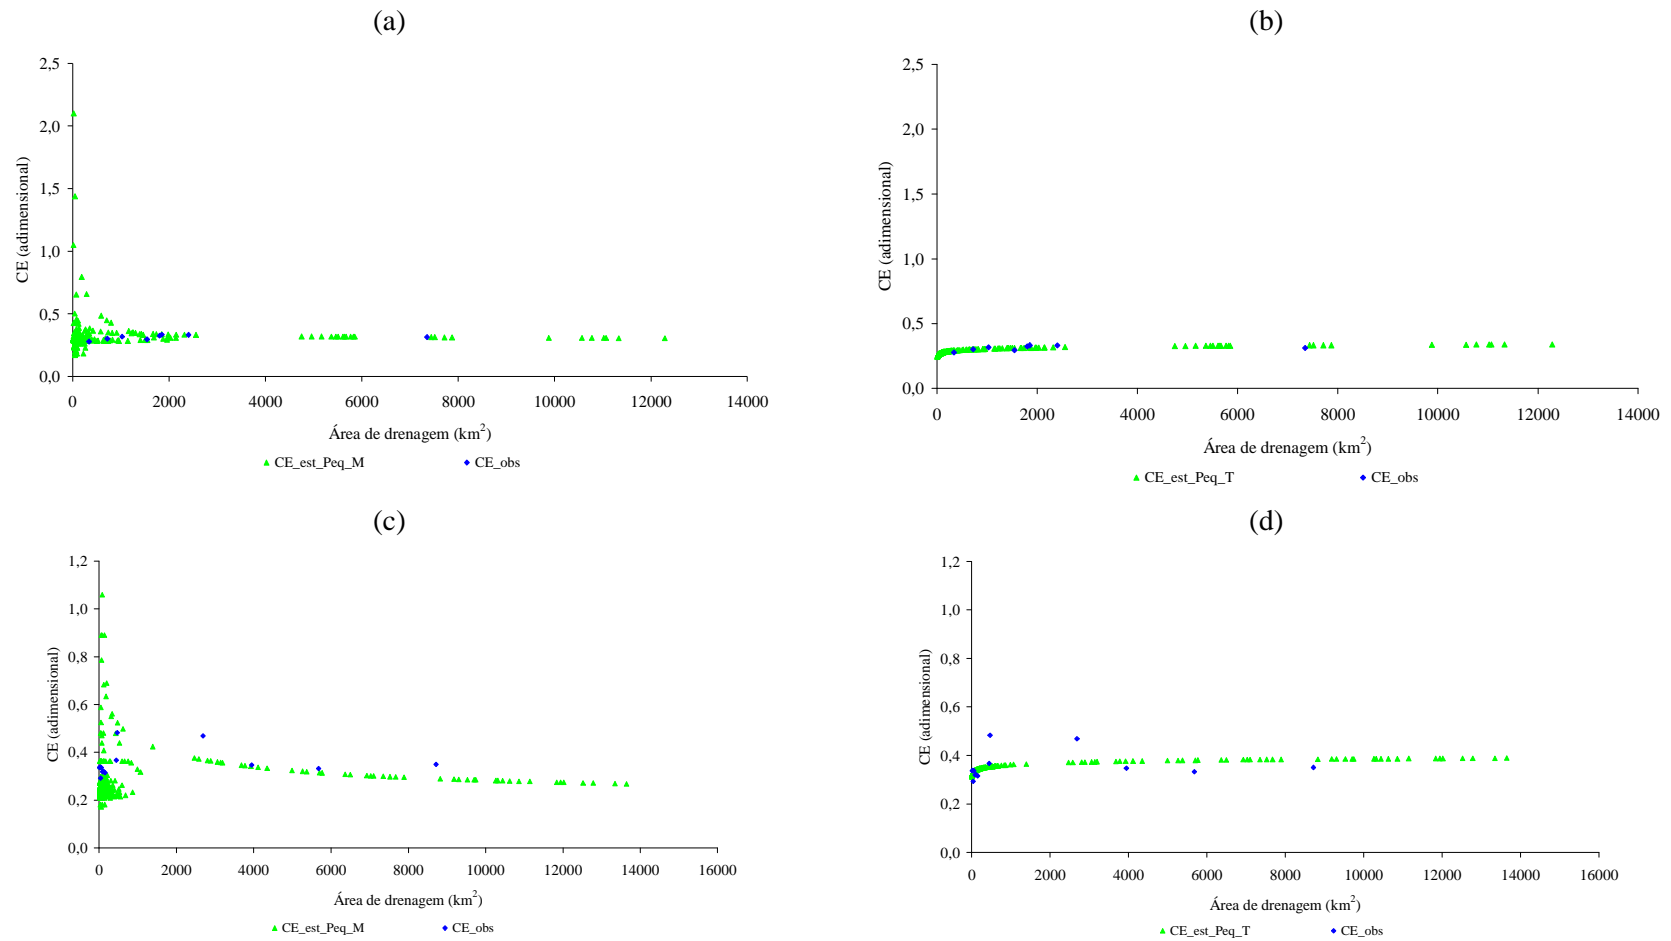 (a)
2,5
2,0
1,5
1,0
0,5
0,0
CE (adimensional)
0 2000 4000 6000 8000 10000 12000 14000
Área de drenagem (km²)
CE_est_Peq_M CE_obs
(b)
2,5
2,0
1,5
1,0
0,5
0,0
CE (adimensional)
0 2000 4000 6000 8000 10000 12000 14000
Área de drenagem (km²)
CE_est_Peq_T CE_obs
(c)
1,2
1,0
0,8
0,6
0,4
0,2
0,0
CE (adimensional)
0 2000 4000 6000 8000 10000 12000 14000 16000
Área de drenagem (km²)
CE_est_Peq_M CE_obs
(d)
1,2
1,0
0,8
0,6
0,4
0,2
0,0
CE (adimensional)
0 2000 4000 6000 8000 10000 12000 14000 16000
Área de drenagem (km²)
CE_est_Peq_T CE_obs